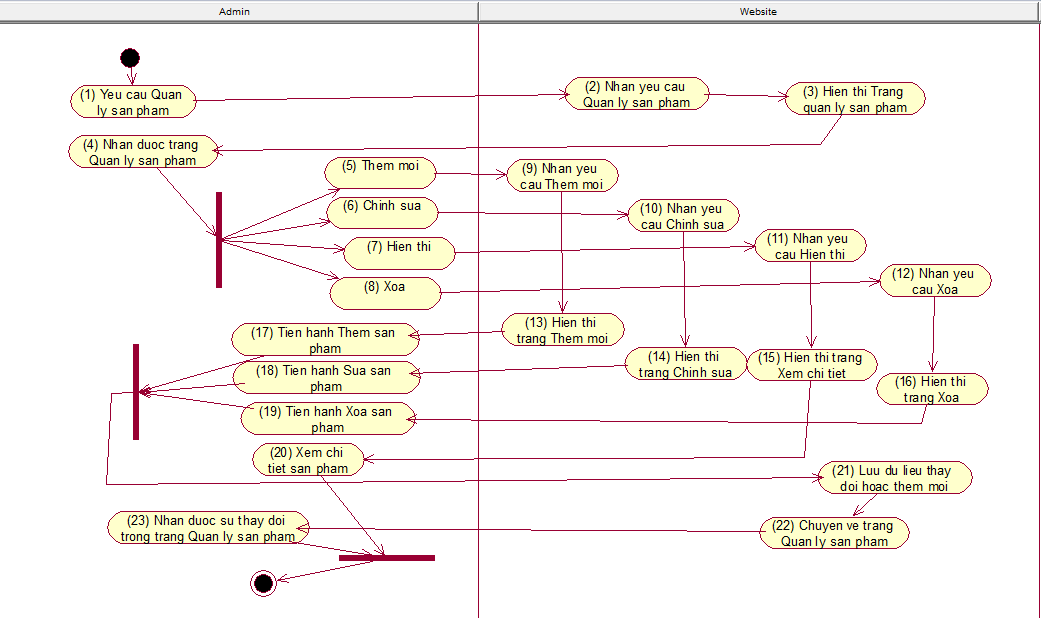 Admin
Website
(1) Yeu cau Quan
ly san pham
(2) Nhan yeu cau
Quan ly san pham
(3) Hien thi Trang
quan ly san pham
(4) Nhan duoc trang
Quan ly san pham
(5) Them moi
(6) Chinh sua
(7) Hien thi
(8) Xoa
(9) Nhan yeu
cau Them moi
(10) Nhan yeu
cau Chinh sua
(11) Nhan yeu
cau Hien thi
(12) Nhan yeu
cau Xoa
(13) Hien thi
trang Them moi
(14) Hien thi
trang Chinh sua
(15) Hien thi trang
Xem chi tiet
(16) Hien thi
trang Xoa
(17) Tien hanh Them san
pham
(18) Tien hanh Sua san
pham
(19) Tien hanh Xoa san
pham
(20) Xem chi
tiet san pham
(21) Luu du lieu thay
doi hoac them moi
(22) Chuyen ve trang
Quan ly san pham
(23) Nhan duoc su thay doi
trong trang Quan ly san pham